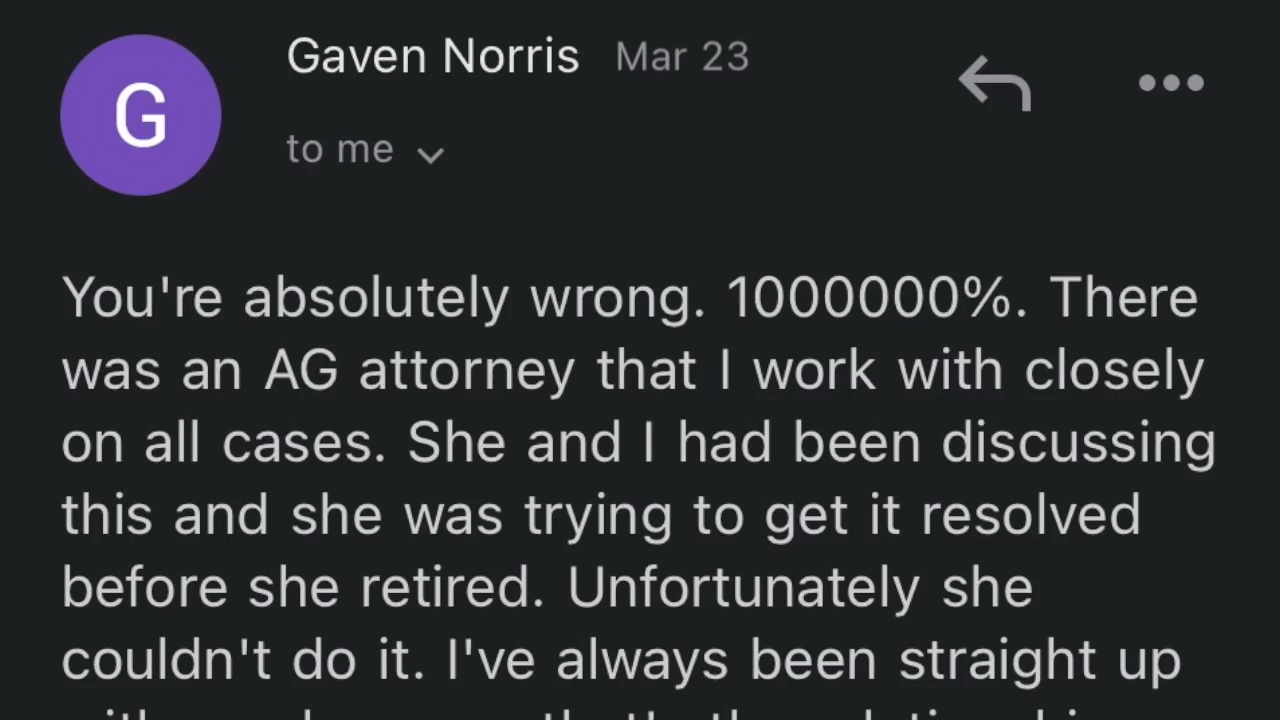 G
Gaven Norris Mar 23
to me
You're absolutely wrong. 1000000%. There
was an AG attorney that I work with closely
on all cases. She and I had been discussing
this and she was trying to get it resolved
before she retired. Unfortunately she
couldn't do it. I've always been straight up